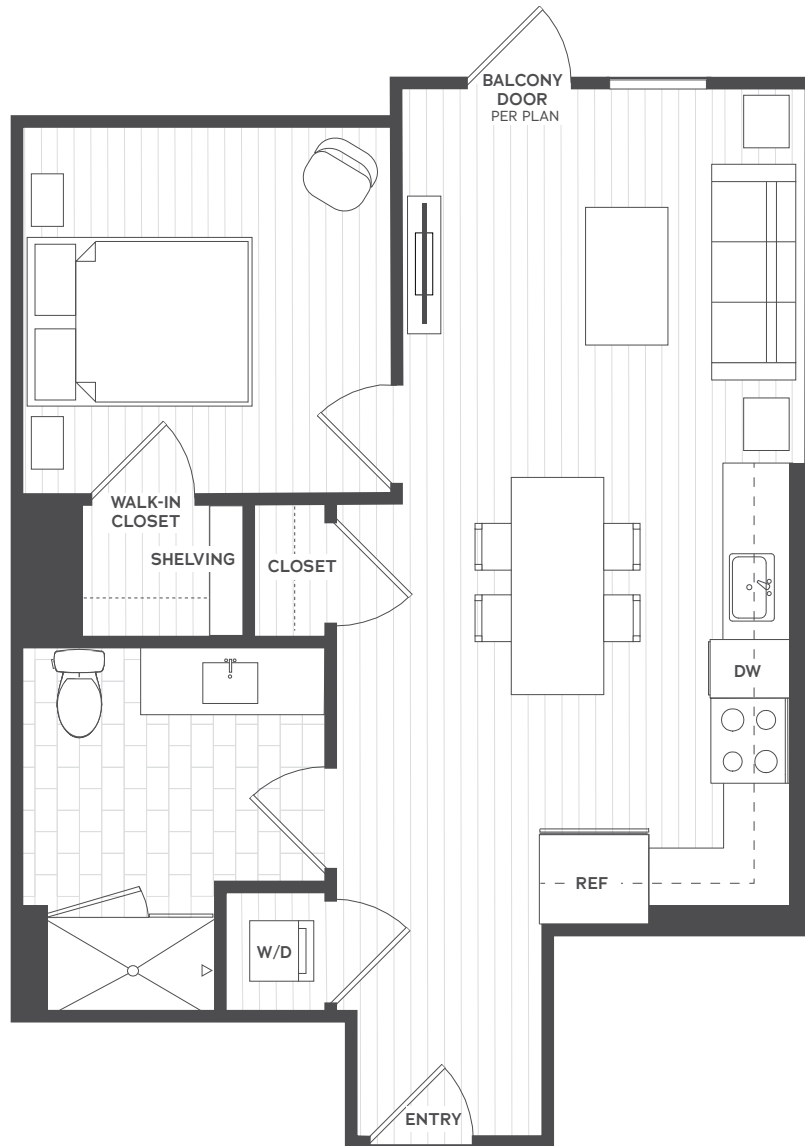 BALCONY
DOOR
PER PLAN
WALK-IN
CLOSET
SHELVING
CLOSET
DW
REF
W/D
ENTRY